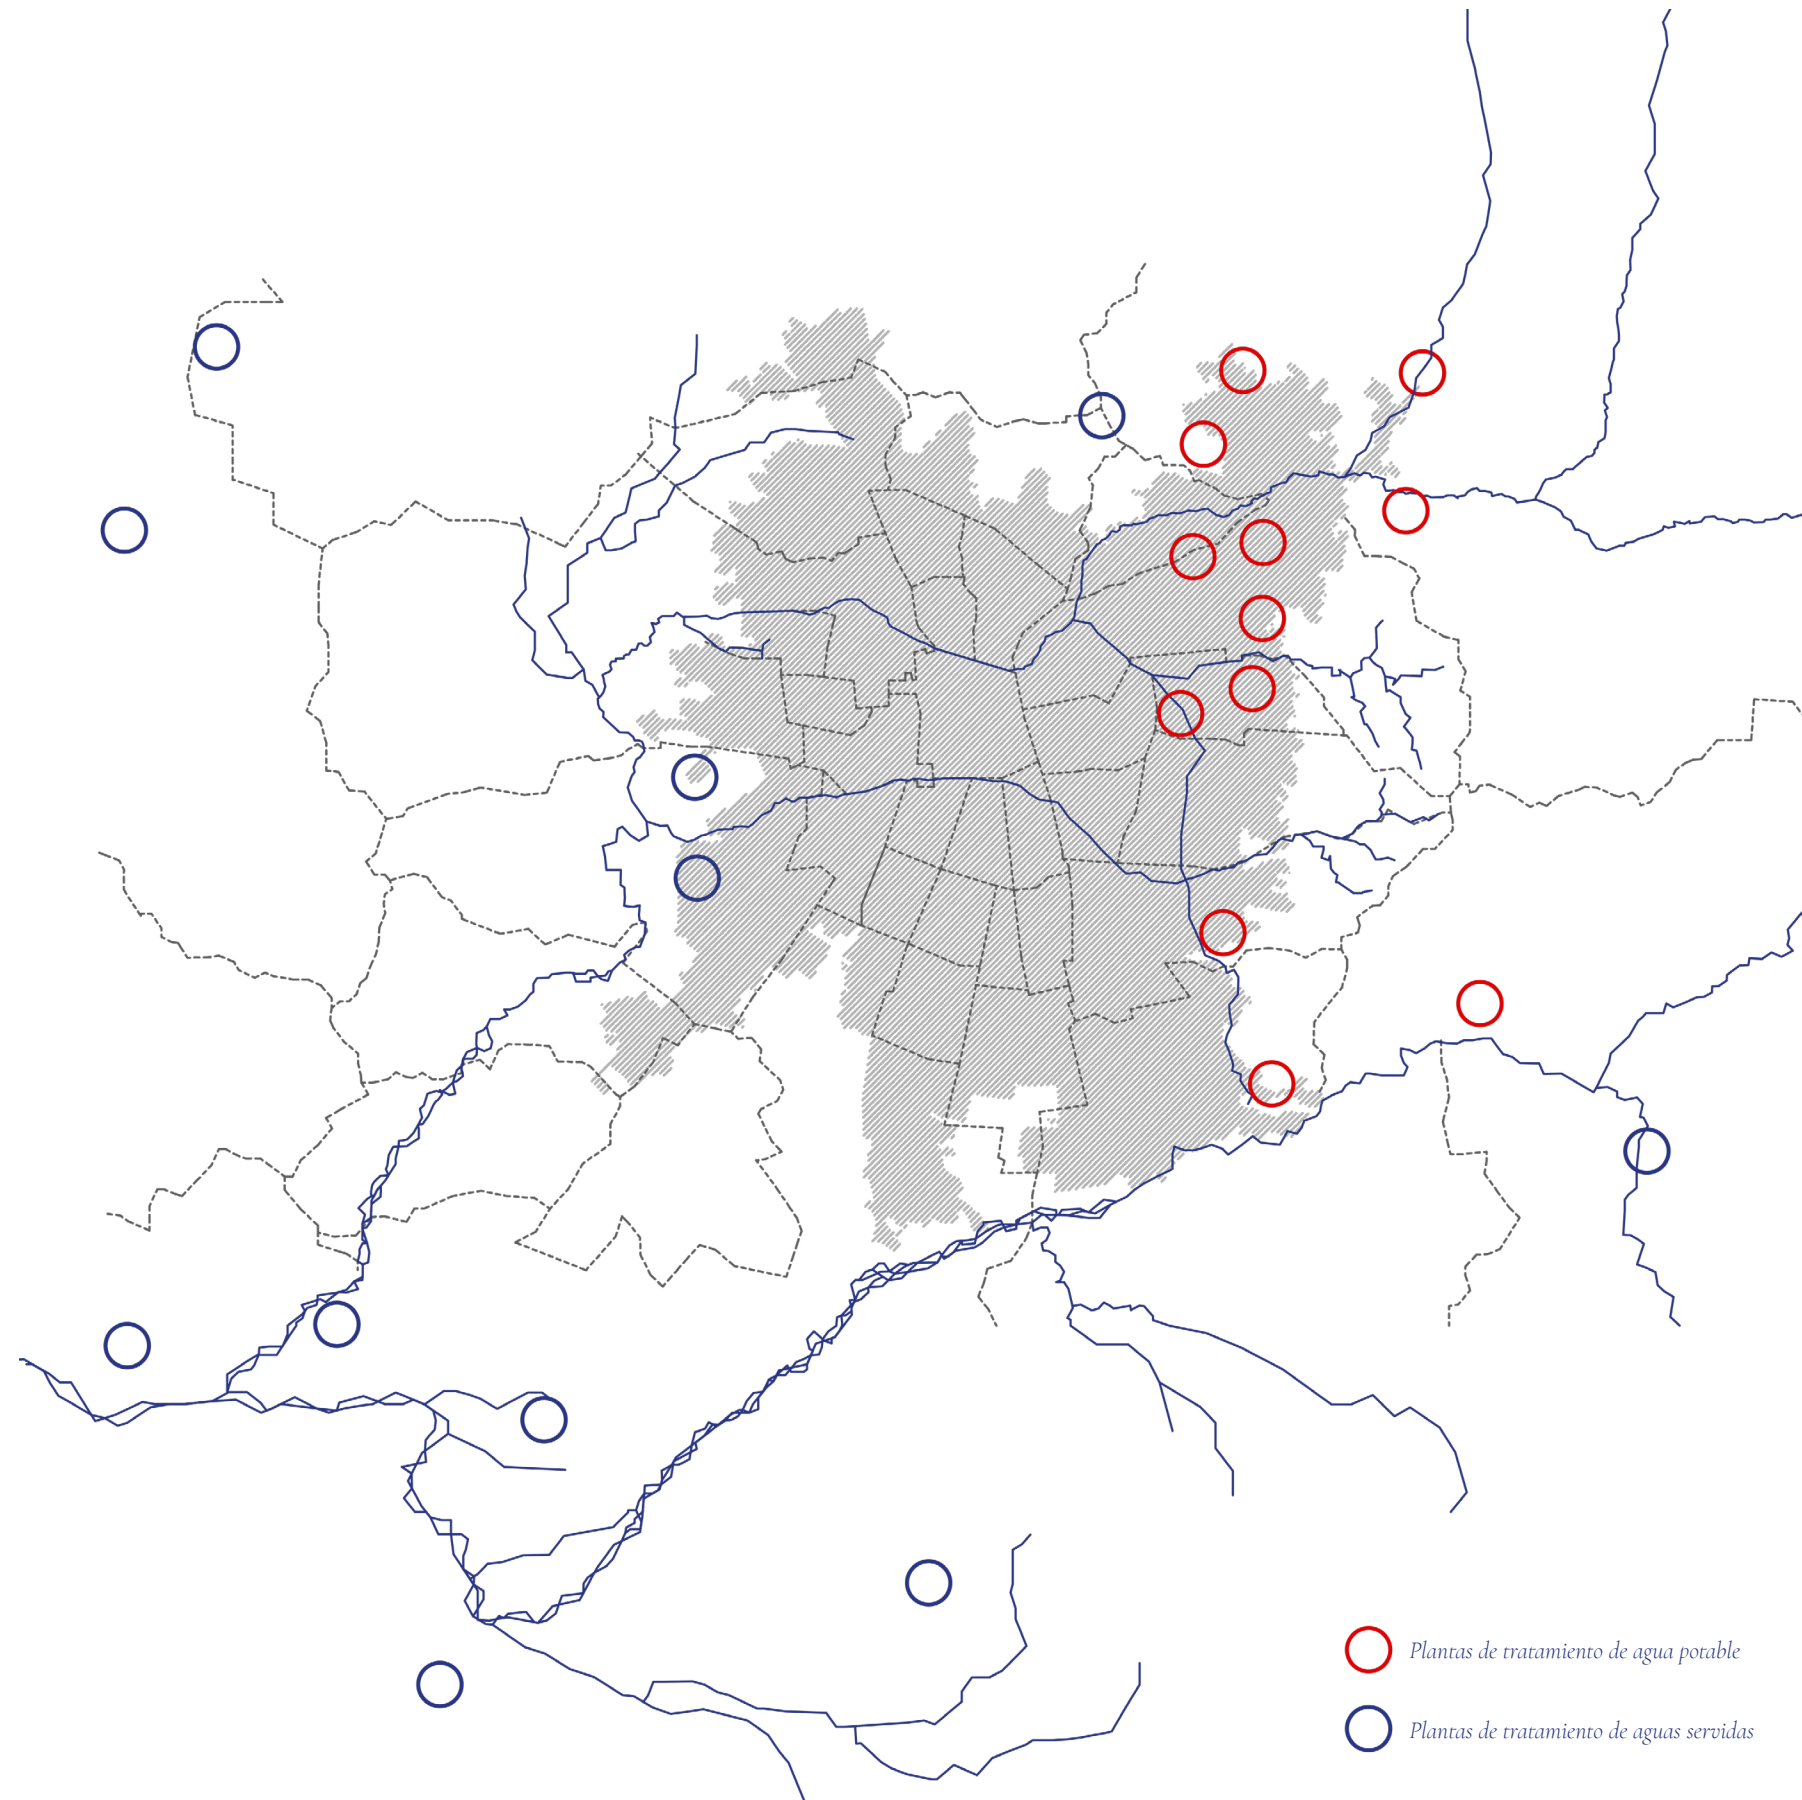 Plantas de tratamiento de agua potable
Plantas de tratamiento de aguas servidas